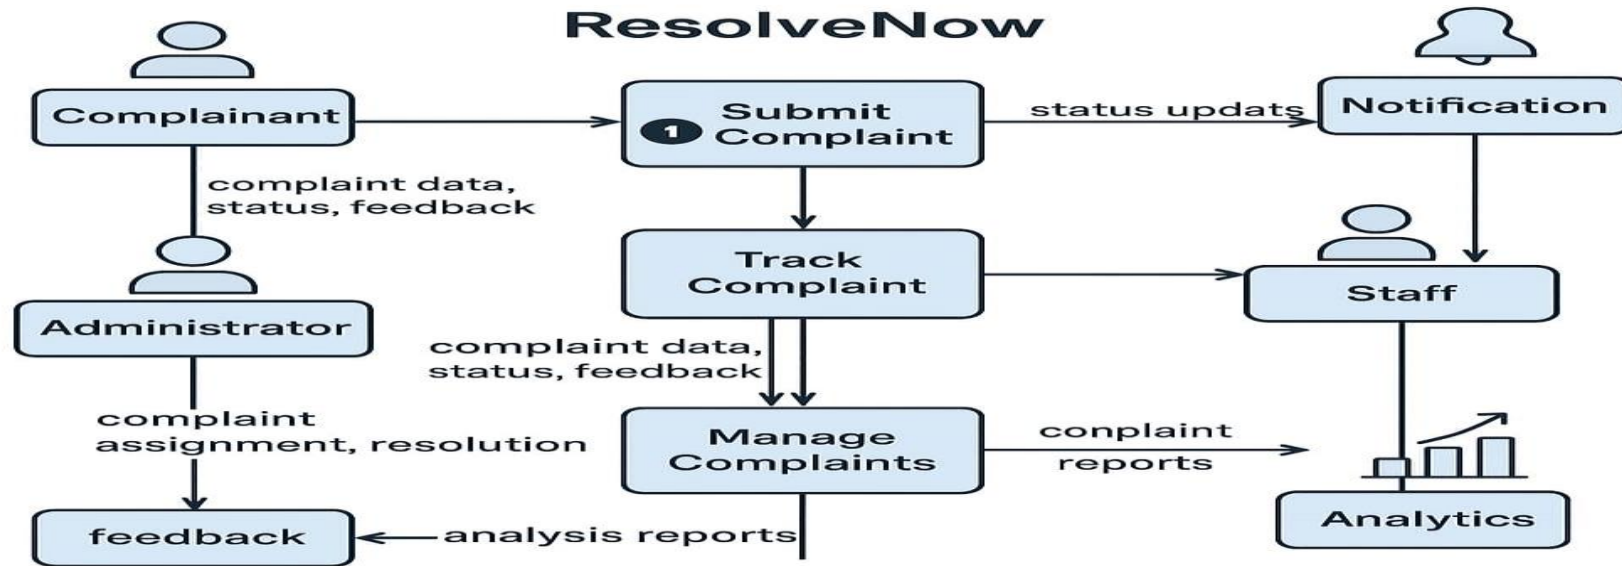 ResolveNow
Complainant
1
Submit
Complaint
status updats
Notification
complaint data,
status, feedback
Track
Complaint
Staff
Administrator
complaint data,
status, feedback
complaint
assignment, resolution
Manage
Complaints
conplaint
reports
Analytics
feedback
analysis reports